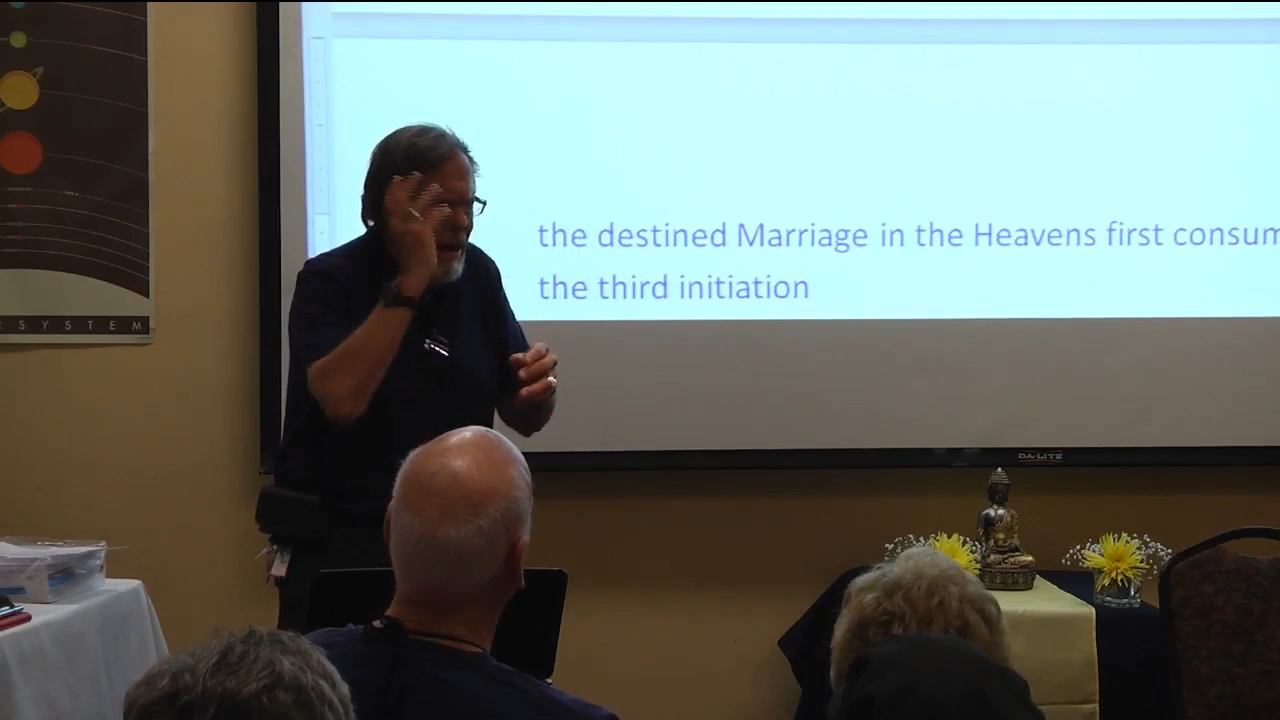 the destined Marriage in the Heavens first consum
the third initiation
SYSTEM
DA-LITE